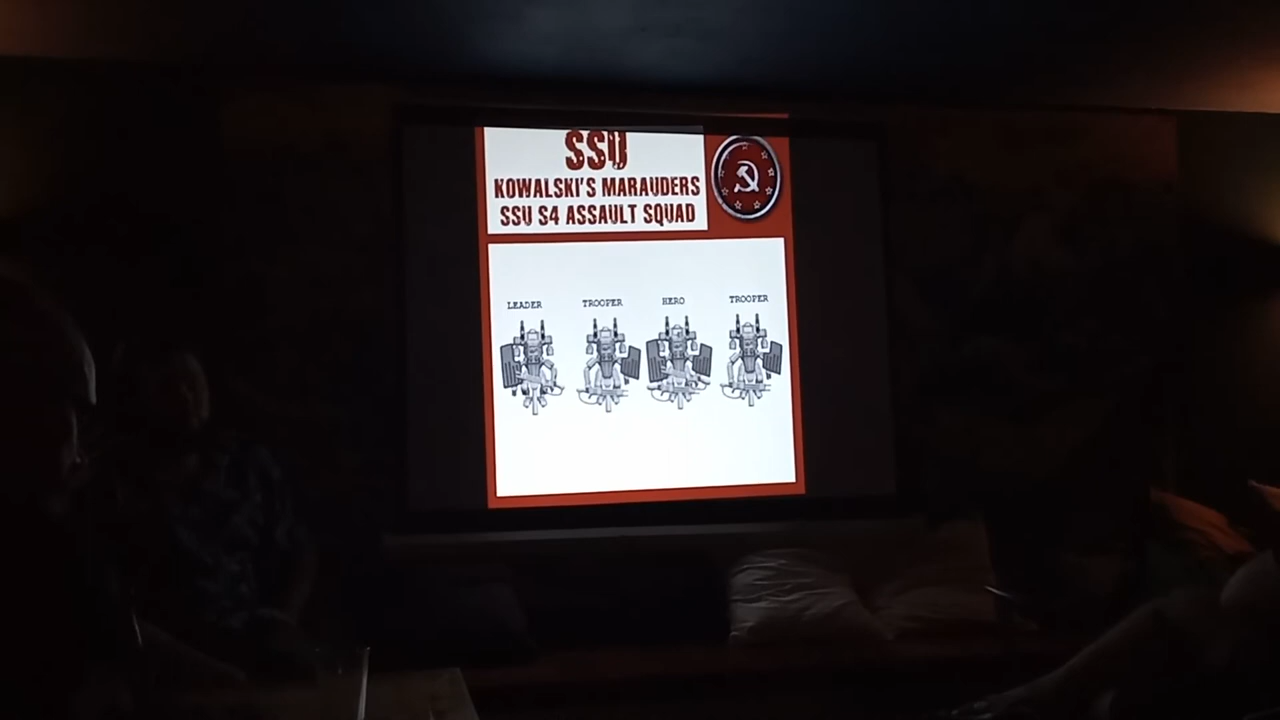 SSU
KOWALSKI'S MARAUDERS
SSU S4 ASSAULT SQUAD
LEADER TROOPER HERO TROOPER